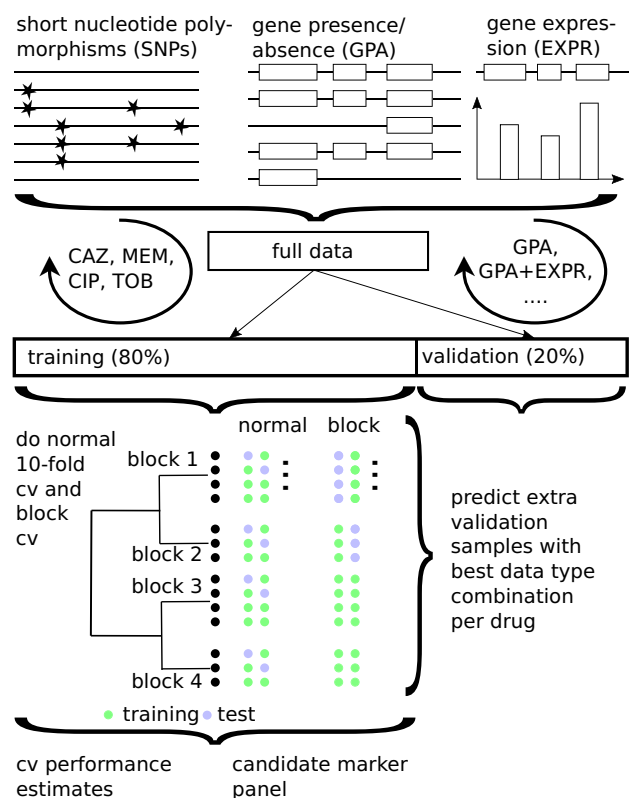 short nucleotide poly-
morphisms (SNPs)
gene presence/
absence (GPA)
gene expres-
sion (EXPR)
CAZ, MEM,
CIP, TOB
full data
GPA,
GPA+EXPR,
....
training (80%)
validation (20%)
do normal
10-fold
cv and
block
cv
normal
block
block 1
block 2
block 3
block 4
training
test
predict extra
validation
samples with
best data type
combination
per drug
cv performance
estimates
candidate marker
panel